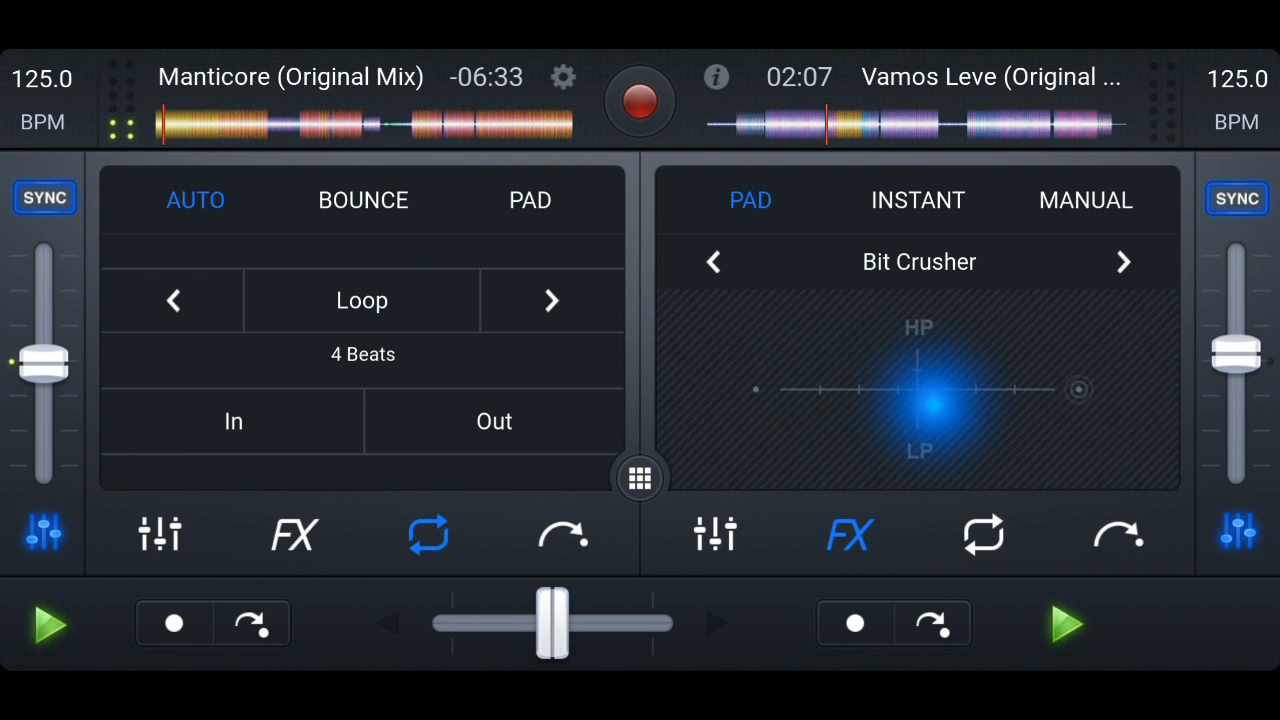 125.0
BPM
Manticore (Original Mix) -06:33
02:07 Vamos Leve (Original ...
125.0
BPM
SYNC
AUTO BOUNCE PAD
Loop
4 Beats
In Out
PAD INSTANT MANUAL
Bit Crusher
HP
LP
SYNC
FX
FX